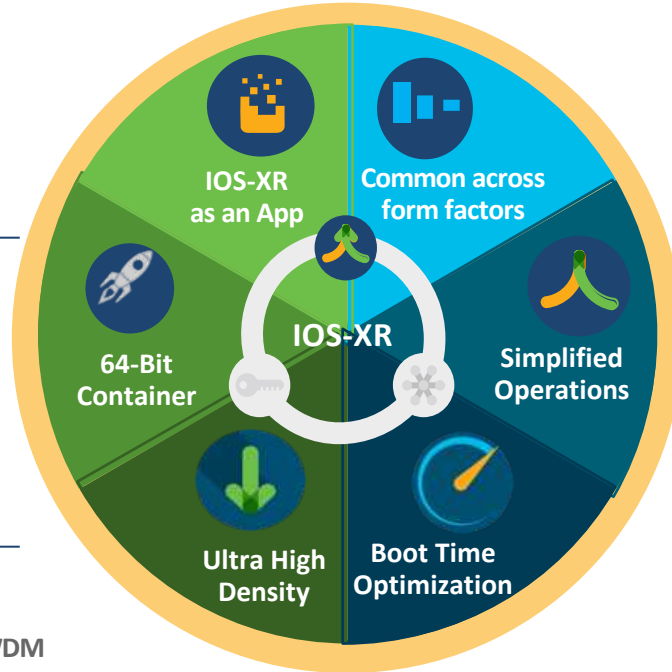 IOS-XR
as an App
Common across
form factors
64-Bit
Container
IOS-XR
Simplified
Operations
Ultra High
Density
Boot Time
Optimization